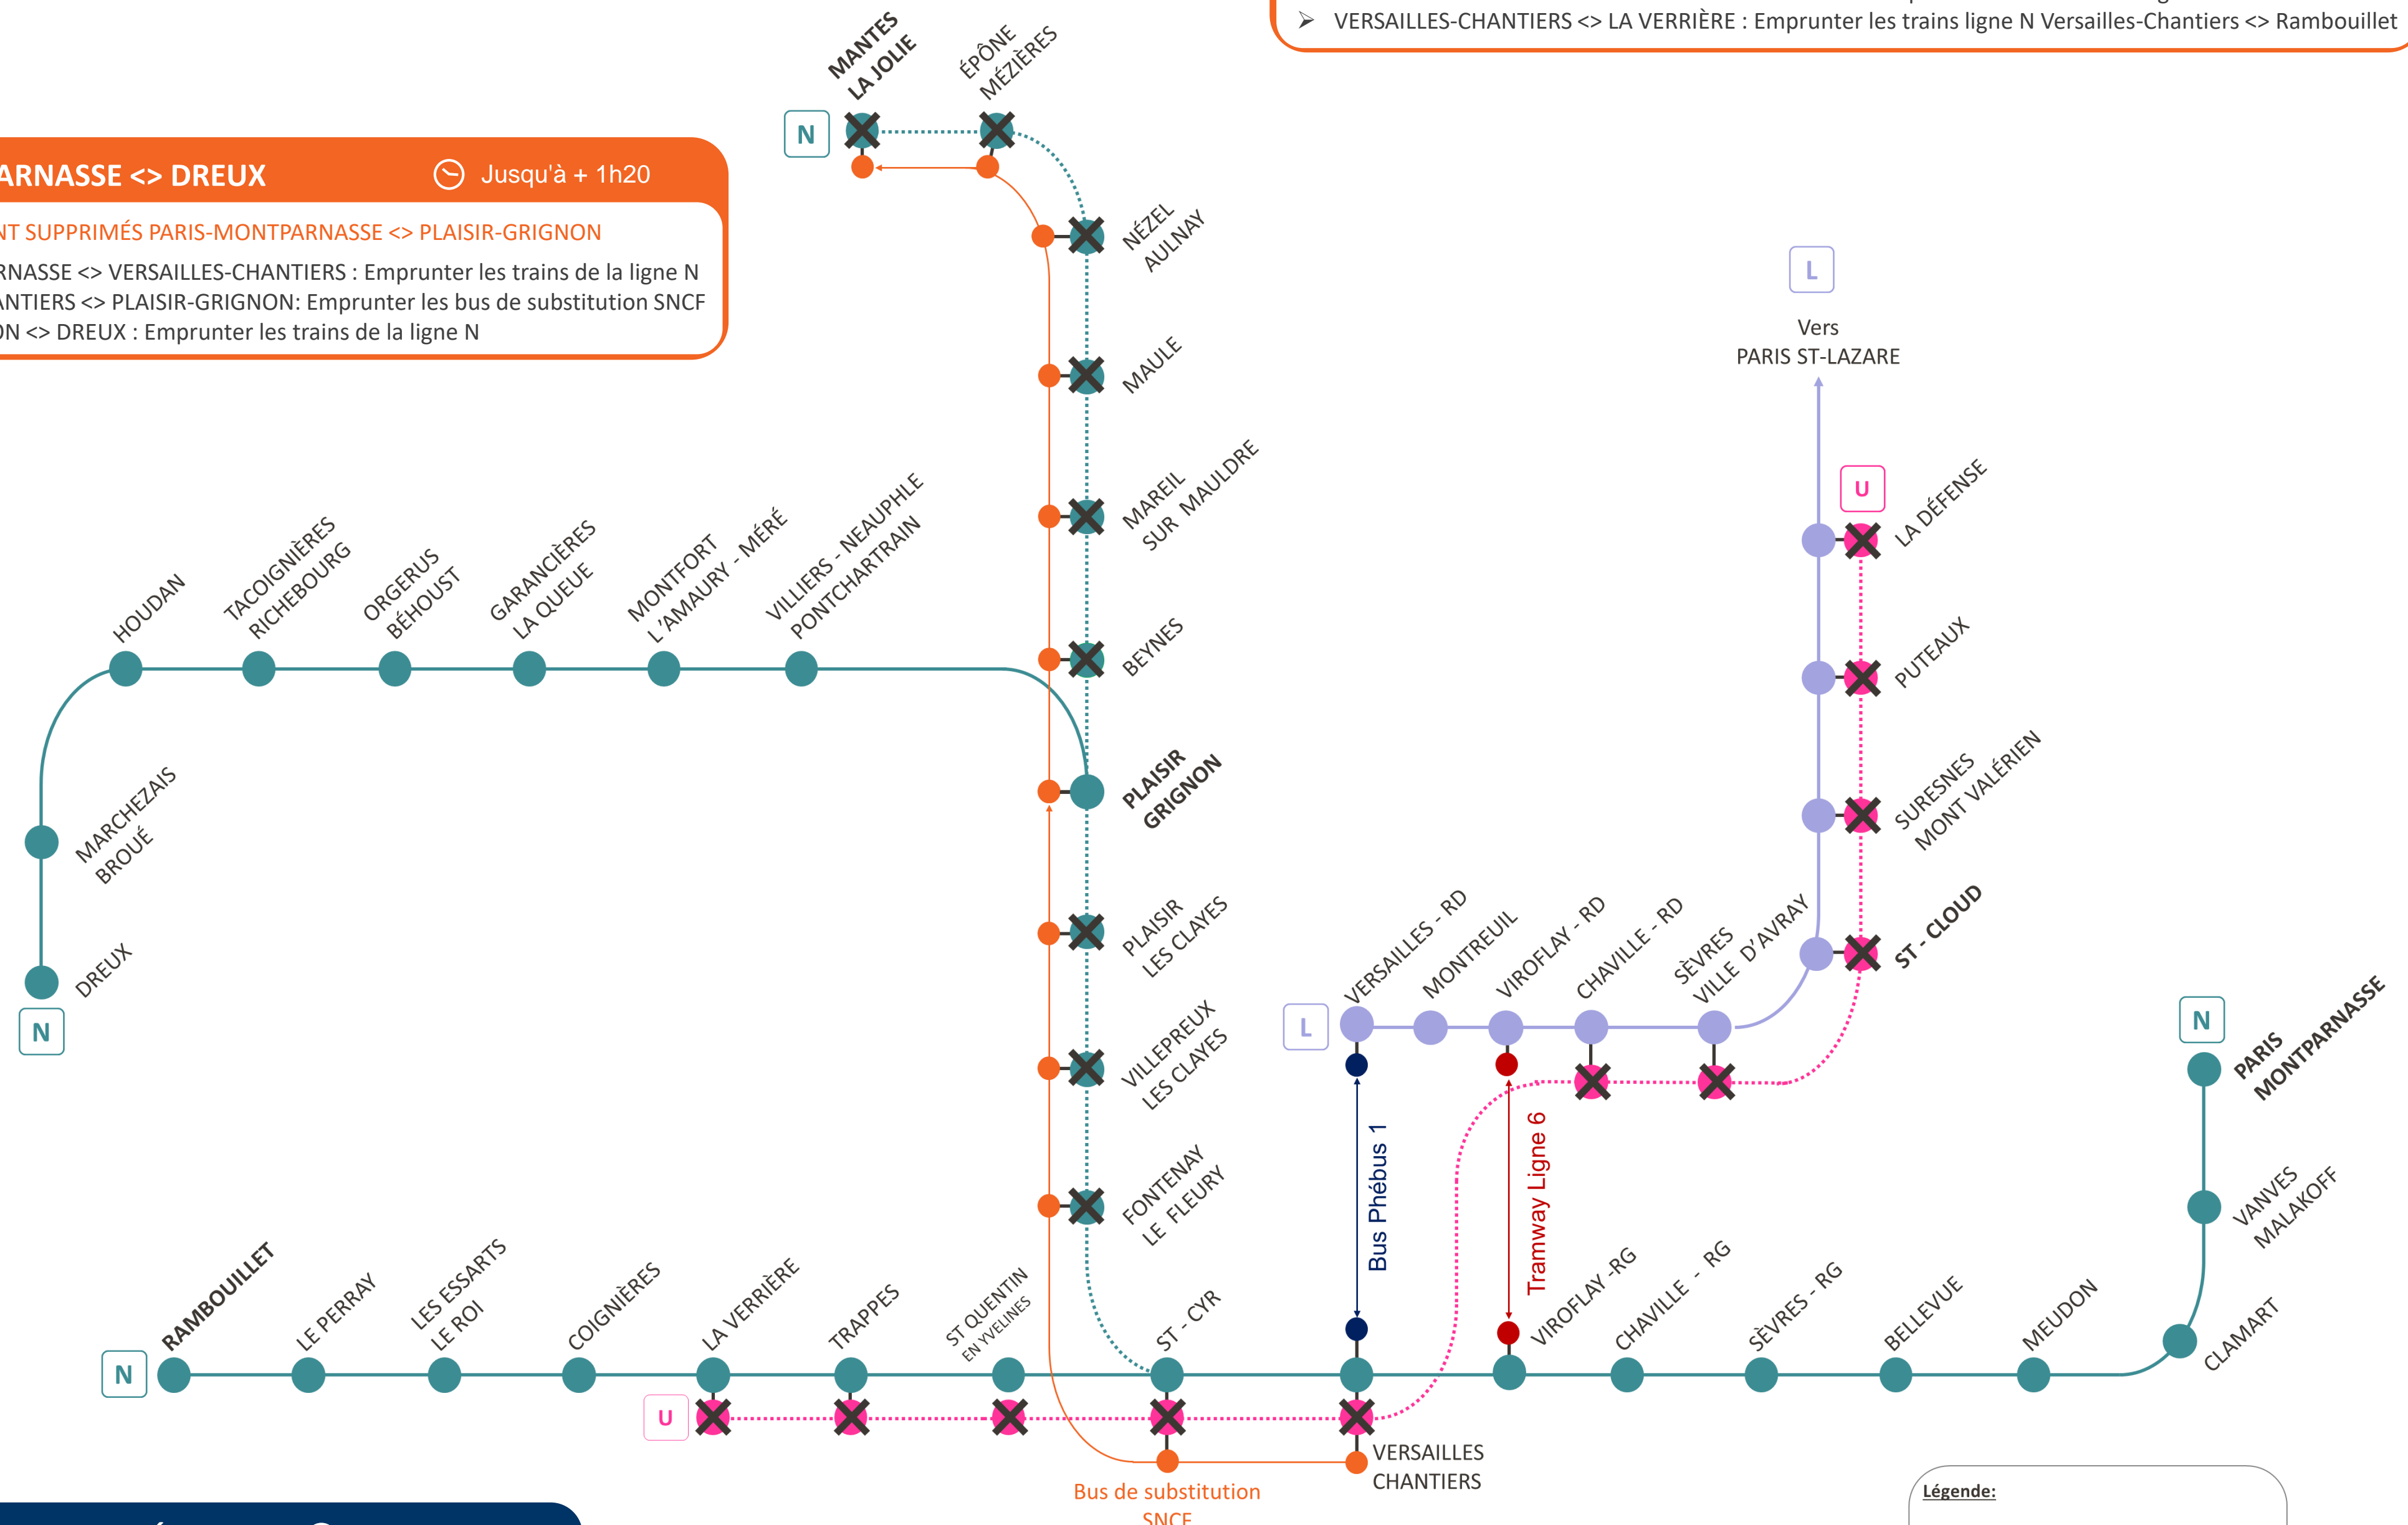 VERSAILLES-CHANTIERS <> LA VERRIÈRE : Emprunter les trains ligne N Versailles-Chantiers <> Rambouillet
ARNASSE <> DREUX
Jusqu'à + 1h20
NT SUPPRIMÉS PARIS-MONTPARNASSE <> PLAISIR-GRIGNON
RNASSE <> VERSAILLES-CHANTIERS : Emprunter les trains de la ligne N
ANTIERS <> PLAISIR-GRIGNON: Emprunter les bus de substitution SNCF
ON <> DREUX : Emprunter les trains de la ligne N
N
MANTES
LA JOLIE
ÉPÔNE
MÉZIÈRES
NÉZEL
AULNAY
MAULE
MAREIL
SUR MAULDRE
BEYNES
PLAISIR
GRIGNON
PLAISIR
LES CLAYES
VILLEPREUX
LES CLAYES
FONTENAY
LE FLEURY
HOUDAN
TACOIGNIÈRES
RICHEBOURG
ORGERUS
BÉHOUST
GARANCIÈRES
LA QUEUE
MONTFORT
L'AMAURY - MÉRÉ
VILLIERS - NEAUPHLE
PONTCHARTRAIN
MARCHEZAIS
BROUÉ
DREUX
N
L
Vers
PARIS ST-LAZARE
U
LA DÉFENSE
PUTEAUX
SURESNES
MONT VALÉRIEN
ST - CLOUD
L
VERSAILLES - RD
MONTREUIL
VIROFLAY - RD
CHAVILLE - RD
SÈVRES
VILLE D'AVRAY
Bus Phébus 1
Tramway Ligne 6
N
PARIS
MONTPARNASSE
VANVES
MALAKOFF
CLAMART
N
RAMBOUILLET
LE PERRAY
LES ESSARTS
LE ROI
COIGNIÈRES
LA VERRIÈRE
TRAPPES
ST QUENTIN
EN YVELINES
ST - CYR
VIROFLAY -RG
CHAVILLE - RG
SÈVRES - RG
BELLEVUE
MEUDON
U
VERSAILLES
CHANTIERS
Bus de substitution
SNCF
Légende: